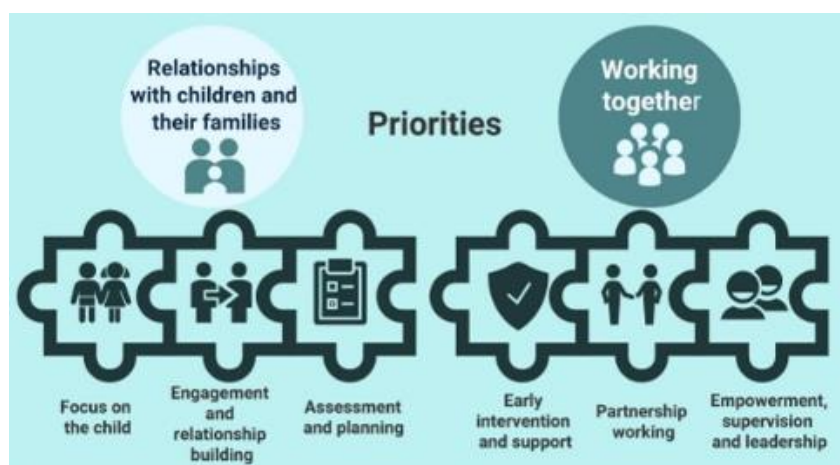 Relationships
with children and
their families
Priorities
Working
together
Focus on
the child
Engagement
and
relationship
building
Assessment
and planning
Early
intervention
and support
Partnership
working
Empowerment,
supervision
and leadership